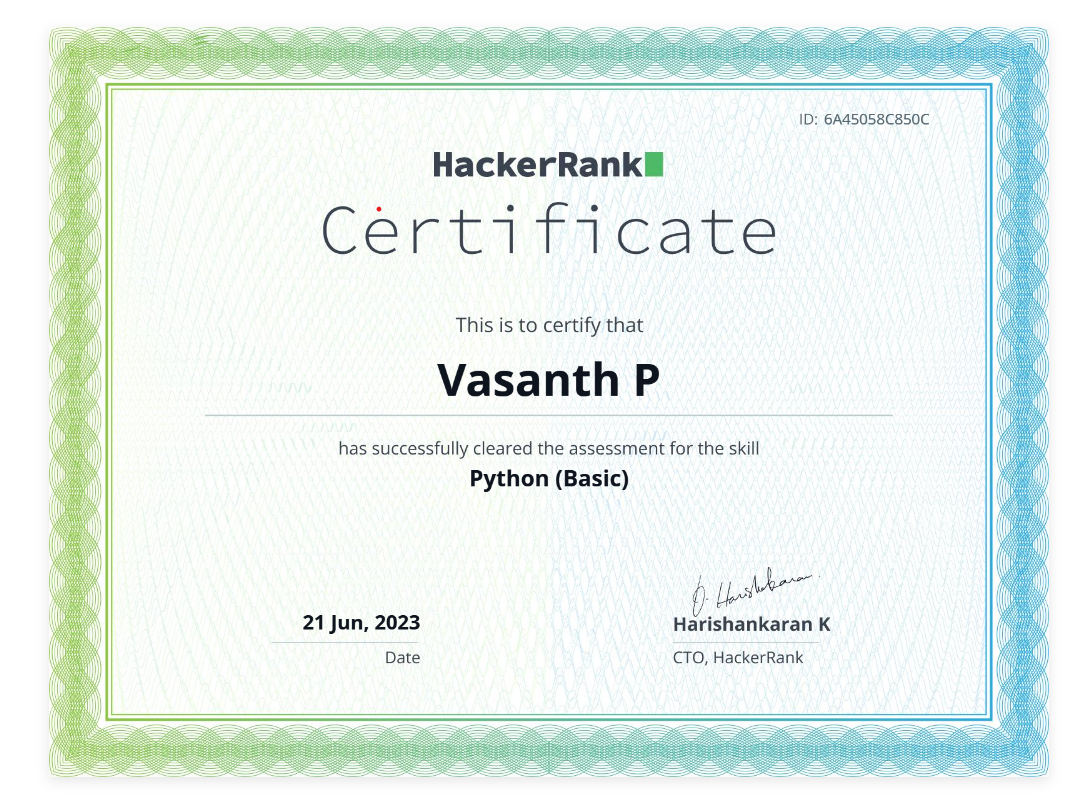 ID: 6A45058C850C
HackerRank
Certificate
This is to certify that
Vasanth P
has successfully cleared the assessment for the skill
Python (Basic)
21 Jun, 2023
Date
Harishankaran K
CTO, HackerRank